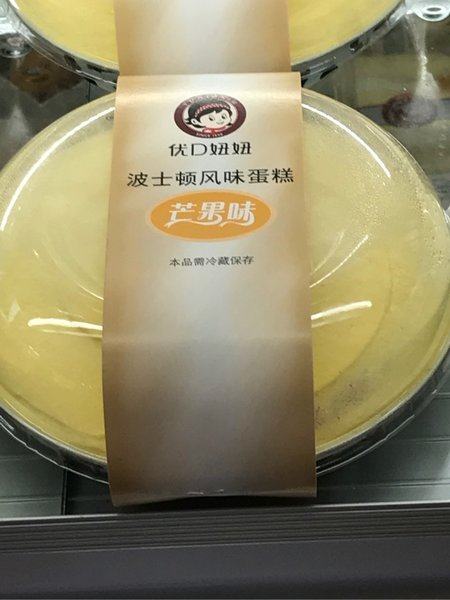 优D妞妞
波士顿风味蛋糕
芒果味
本品需冷藏保存